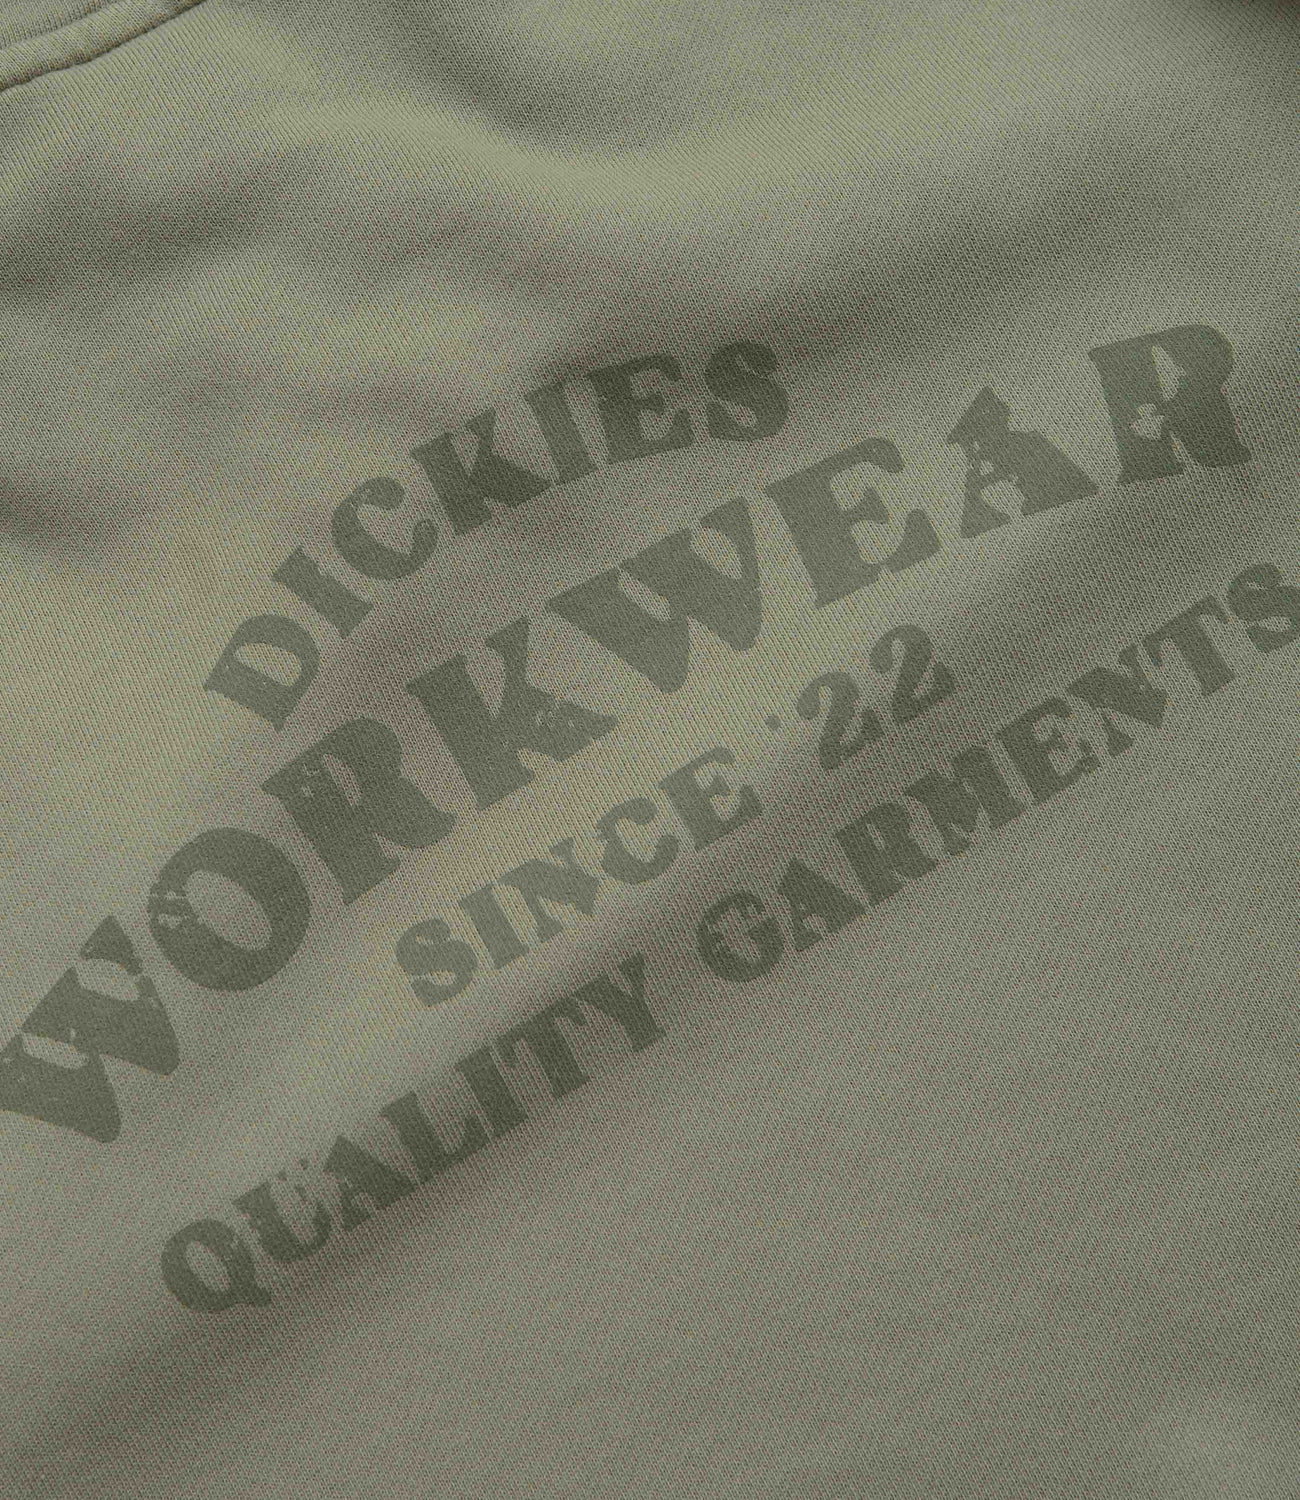 DICKIES
WORKWEAR
SINCE '22
QUALITY GARMENTS